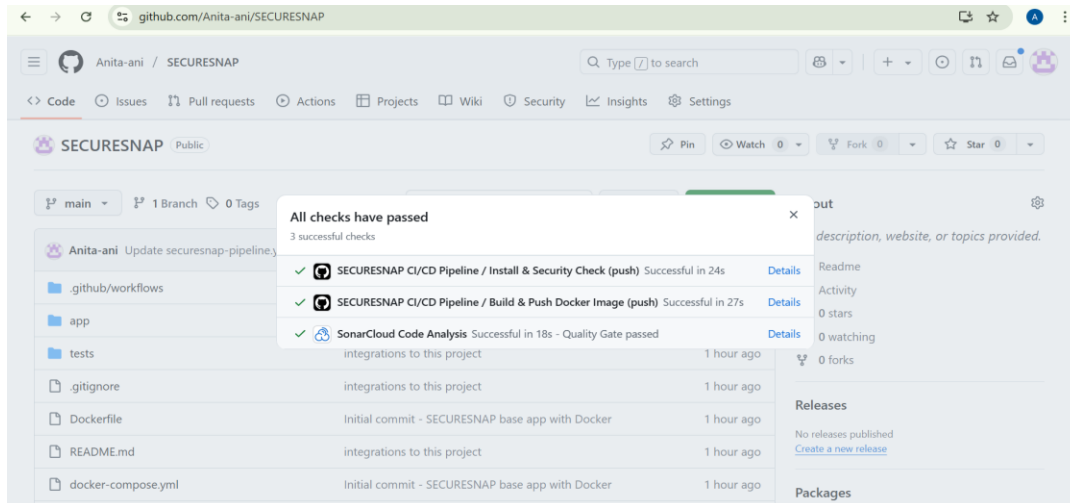 github.com/Anita-ani/SECURESNAP
A
Anita-ani / SECURESNAP
Type / to search
Code Issues Pull requests Actions Projects Wiki Security Insights Settings
SECURESNAP Public
Pin Watch 0 Fork 0 Star 0
main 1 Branch 0 Tags
All checks have passed
3 successful checks
out
description, website, or topics provided.
Anita-ani Update securesnap-pipeline.y
SECURESNAP CI/CD Pipeline / Install & Security Check (push) Successful in 24s Details
Readme
.github/workflows
Activity
SECURESNAP CI/CD Pipeline / Build & Push Docker Image (push) Successful in 27s Details
0 stars
app
SonarCloud Code Analysis Successful in 18s - Quality Gate passed Details
0 watching
tests integrations to this project 1 hour ago
0 forks
.gitignore integrations to this project 1 hour ago
Releases
Dockerfile Initial commit - SECURESNAP base app with Docker 1 hour ago
No releases published
Create a new release
README.md integrations to this project 1 hour ago
docker-compose.yml Initial commit - SECURESNAP base app with Docker 1 hour ago
Packages